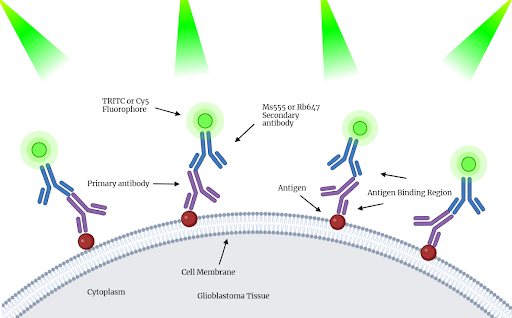 TRITC or Cy5
Fluorophore
Ms555 or Rb647
Secondary
antibody
Primary antibody
Antigen
Antigen Binding Region
Cell Membrane
Cytoplasm
Glioblastoma Tissue